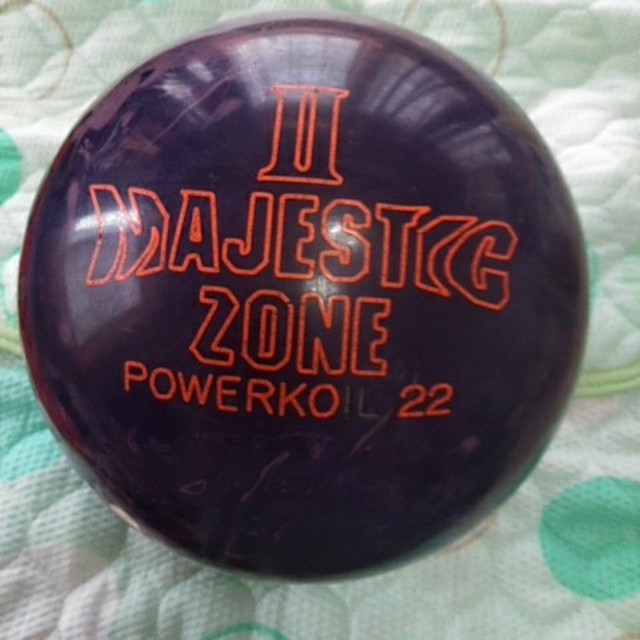 II
MAJESTIC
ZONE
POWERKOIL 22